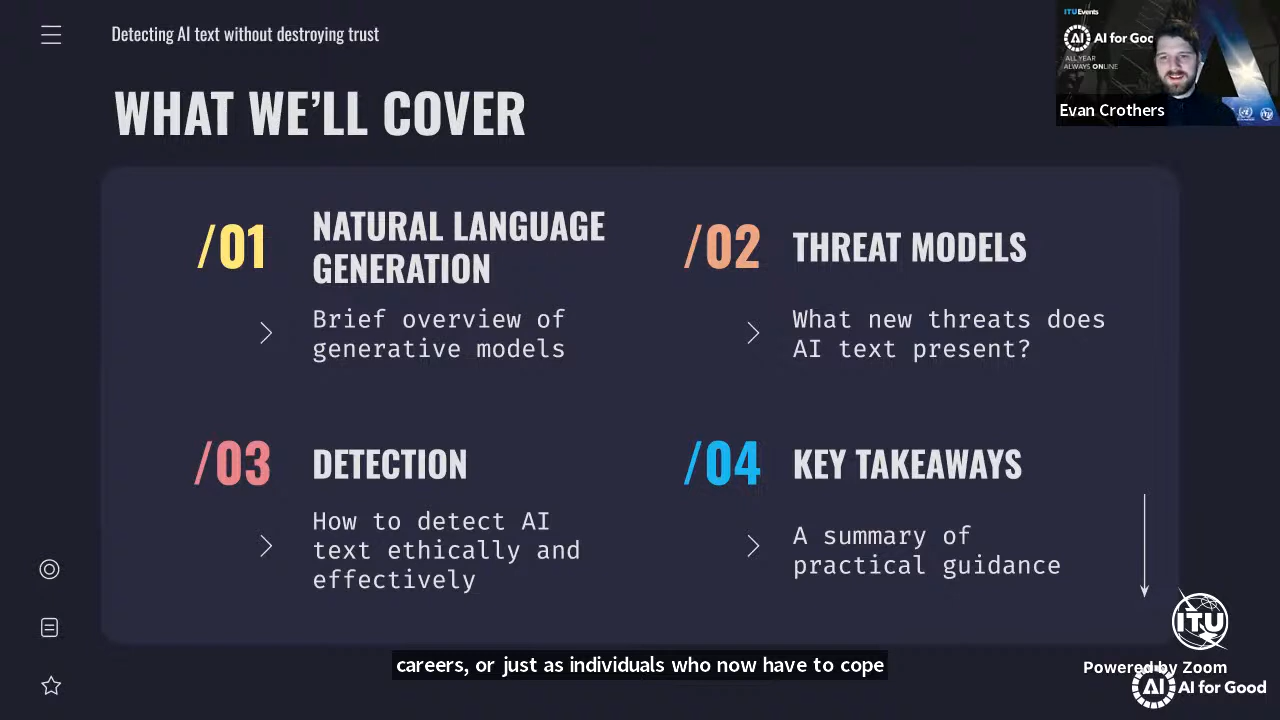 Detecting AI text without destroying trust
ITUEvents
AI for Good
ALL YEAR
ALWAYS ONLINE
Evan Crothers
WHAT WE'LL COVER
/01
NATURAL LANGUAGE
GENERATION
Brief overview of
generative models
/02
THREAT MODELS
What new threats does
AI text present?
/03
DETECTION
How to detect AI
text ethically and
effectively
/04
KEY TAKEAWAYS
A summary of
practical guidance
careers, or just as individuals who now have to cope
ITU
Powered by Zoom
AI
AI for Good